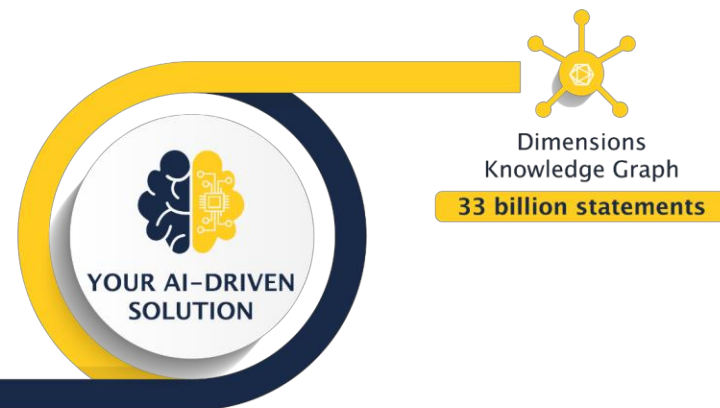 Dimensions
Knowledge Graph
33 billion statements
YOUR AI-DRIVEN
SOLUTION